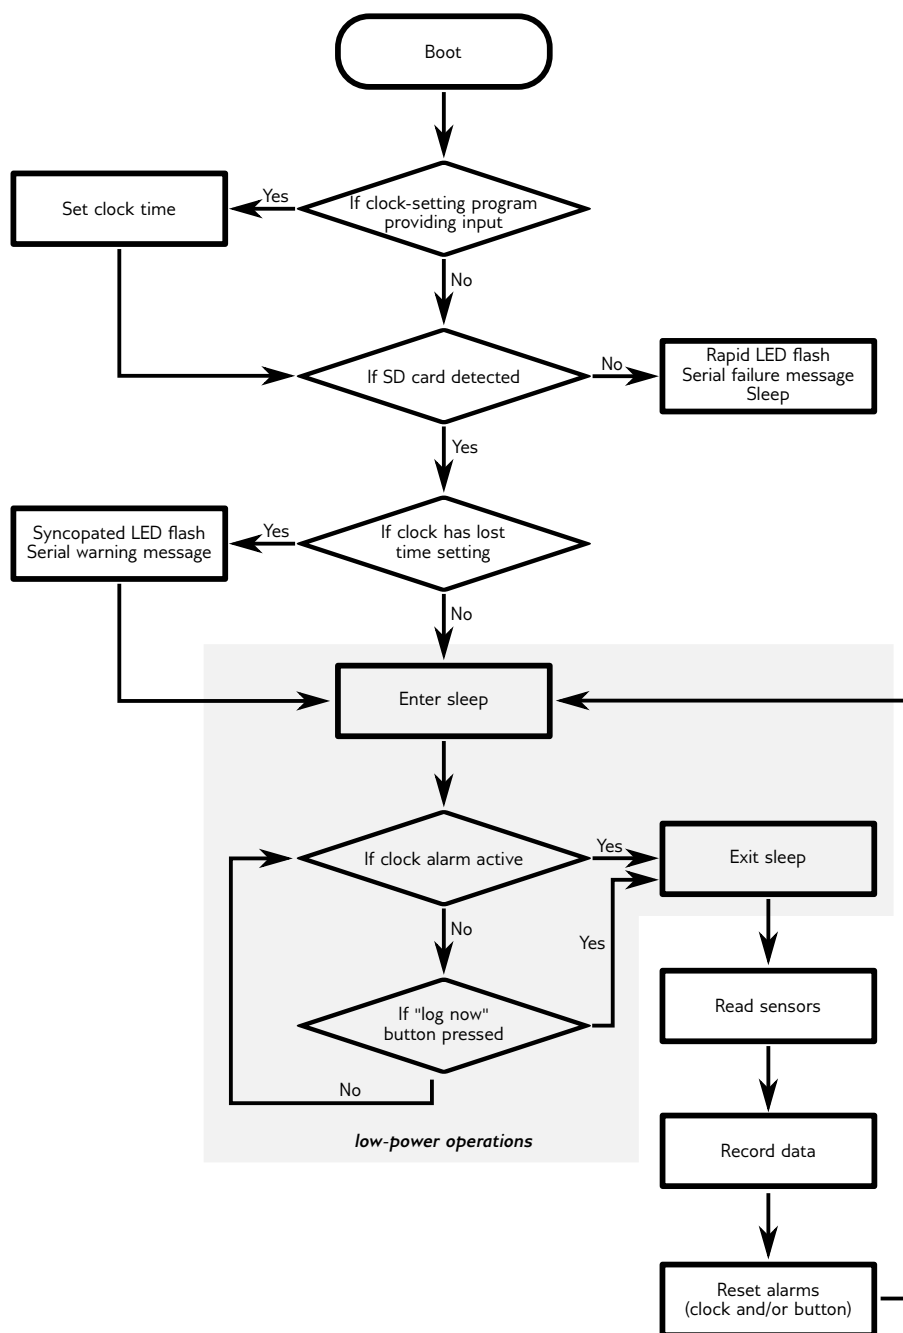 Boot
If clock-setting program
providing input
Yes
Set clock time
No
If SD card detected
No
Rapid LED flash
Serial failure message
Sleep
Yes
If clock has lost
time setting
Yes
Syncopated LED flash
Serial warning message
No
Enter sleep
If clock alarm active
Yes
Exit sleep
No
Yes
If "log now"
button pressed
No
low-power operations
Read sensors
Record data
Reset alarms
(clock and/or button)